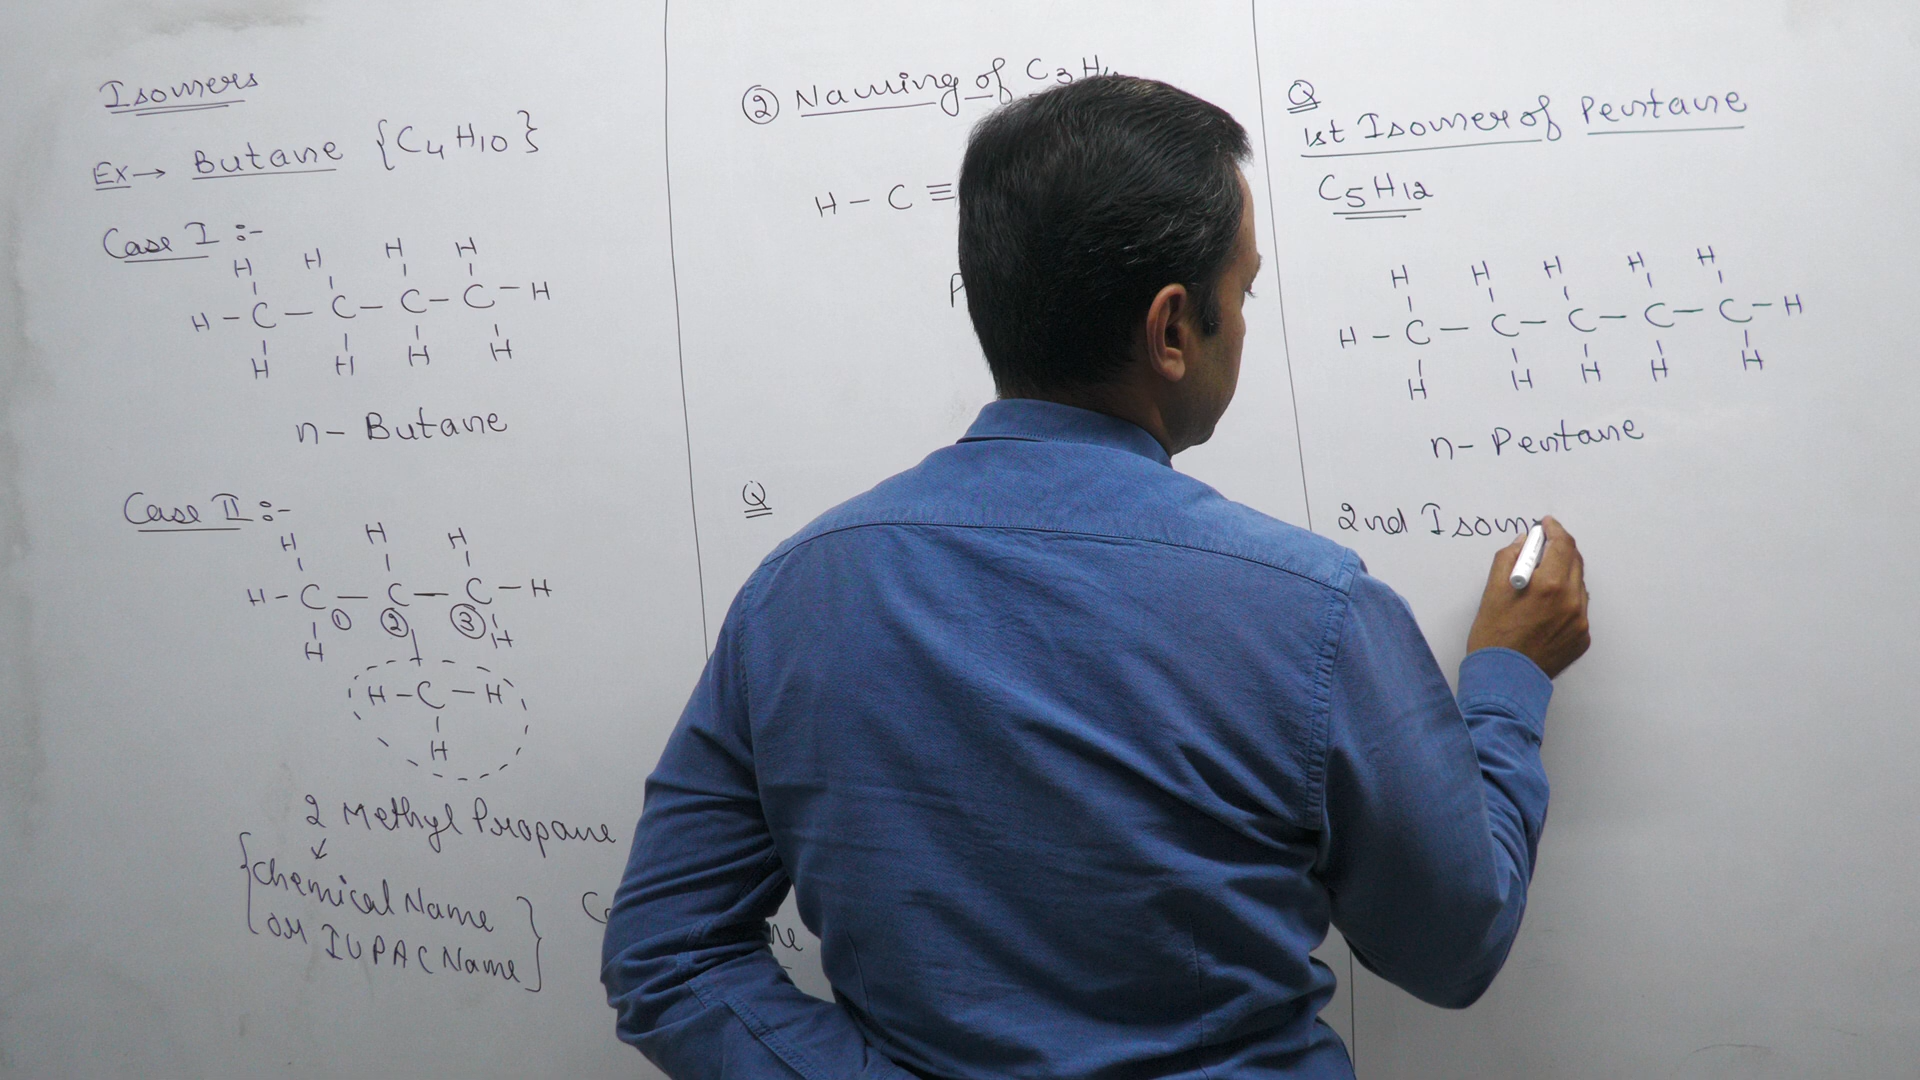 Isomers
Ex→ Butane {C4H10}
Case I :-
H H H H
H - C - C - C - C - H
H H H H
n- Butane
Case II :-
H H H
H - C - C - C - H
① ② ③
H H
H - C - H
H
2 Methyl Propane
{Chemical Name
or IUPAC Name}
② Naming of C3H
H - C ≡
Q
Q
1st Isomer of Pentane
C5H12
H H H H H
H - C - C - C - C - C - H
H H H H H
n- Pentane
2nd Isom